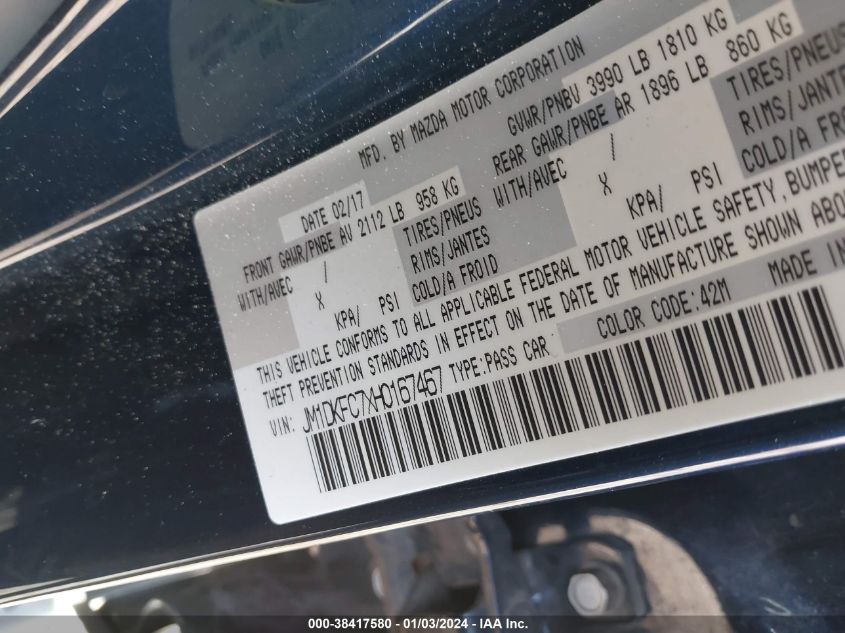 MFD. BY MAZDA MOTOR CORPORATION
DATE 02/17
GVWR/PNBV 3990 LB 1810 KG
FRONT GAWR/PNBE AV 2112 LB 958 KG
REAR GAWR/PNBE AR 1896 LB 860 KG
WITH/AVEC / TIRES/PNEUS
X RIMS/JANTES
KPA/ PSI COLD/A FROID
WITH/AVEC / TIRES/PNEUS
X RIMS/JANTES
KPA/ PSI COLD/A FROI
THIS VEHICLE CONFORMS TO ALL APPLICABLE FEDERAL MOTOR VEHICLE SAFETY, BUMPE
THEFT PREVENTION STANDARDS IN EFFECT ON THE DATE OF MANUFACTURE SHOWN ABO
VIN: JM1DKFC7XH0167467 TYPE:PASS CAR COLOR CODE:42M MADE IN
000-38417580 - 01/03/2024 - IAA Inc.